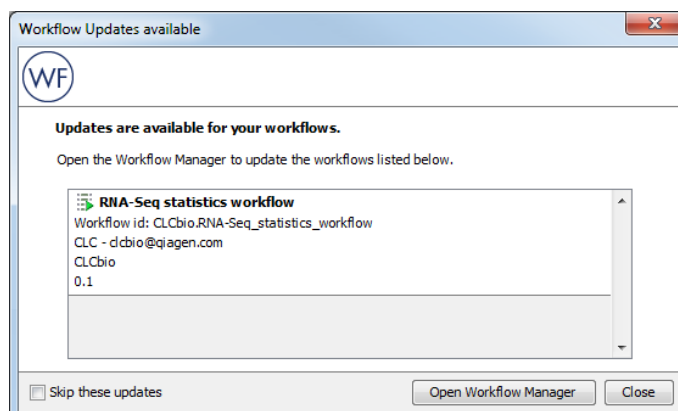 Workflow Updates available
WF
Updates are available for your workflows.
Open the Workflow Manager to update the workflows listed below.
RNA-Seq statistics workflow
Workflow id: CLCbio.RNA-Seq_statistics_workflow
CLC - clcbio@qiagen.com
CLCbio
0.1
Skip these updates
Open Workflow Manager
Close